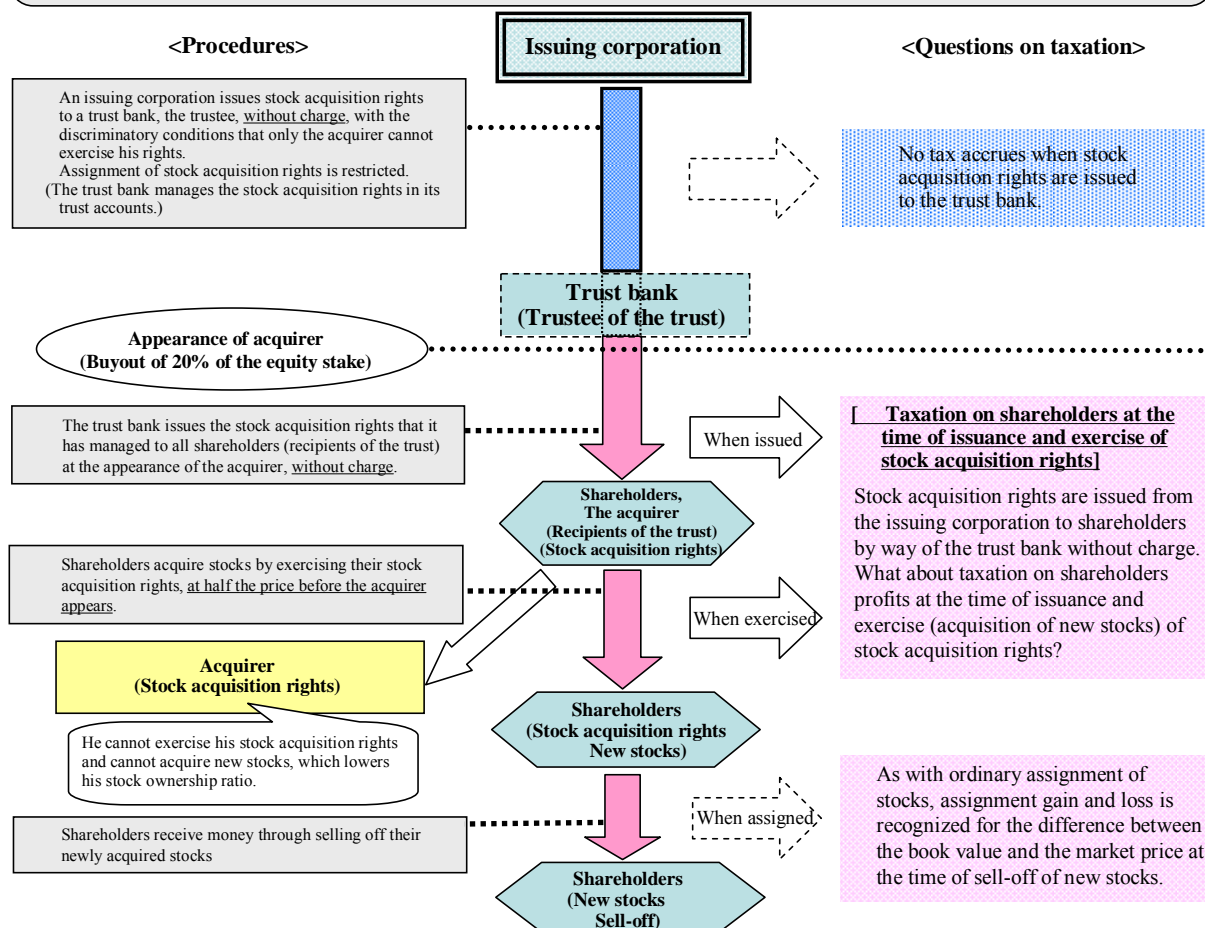 <Procedures>
Issuing corporation
<Questions on taxation>
An issuing corporation issues stock acquisition rights
to a trust bank, the trustee, without charge, with the
discriminatory conditions that only the acquirer cannot
exercise his rights.
Assignment of stock acquisition rights is restricted.
(The trust bank manages the stock acquisition rights in its
trust accounts.)
No tax accrues when stock
acquisition rights are issued
to the trust bank.
Trust bank
(Trustee of the trust)
Appearance of acquirer
(Buyout of 20% of the equity stake)
The trust bank issues the stock acquisition rights that it
has managed to all shareholders (recipients of the trust)
at the appearance of the acquirer, without charge.
When issued
[ Taxation on shareholders at the
time of issuance and exercise of
stock acquisition rights]
Stock acquisition rights are issued from
the issuing corporation to shareholders
by way of the trust bank without charge.
What about taxation on shareholders
profits at the time of issuance and
exercise (acquisition of new stocks) of
stock acquisition rights?
Shareholders,
The acquirer
(Recipients of the trust)
(Stock acquisition rights)
Shareholders acquire stocks by exercising their stock
acquisition rights, at half the price before the acquirer
appears.
When exercised
Acquirer
(Stock acquisition rights)
He cannot exercise his stock acquisition rights
and cannot acquire new stocks, which lowers
his stock ownership ratio.
Shareholders
(Stock acquisition rights
New stocks)
Shareholders receive money through selling off their
newly acquired stocks
When assigned
As with ordinary assignment of
stocks, assignment gain and loss is
recognized for the difference between
the book value and the market price at
the time of sell-off of new stocks.
Shareholders
(New stocks
Sell-off)